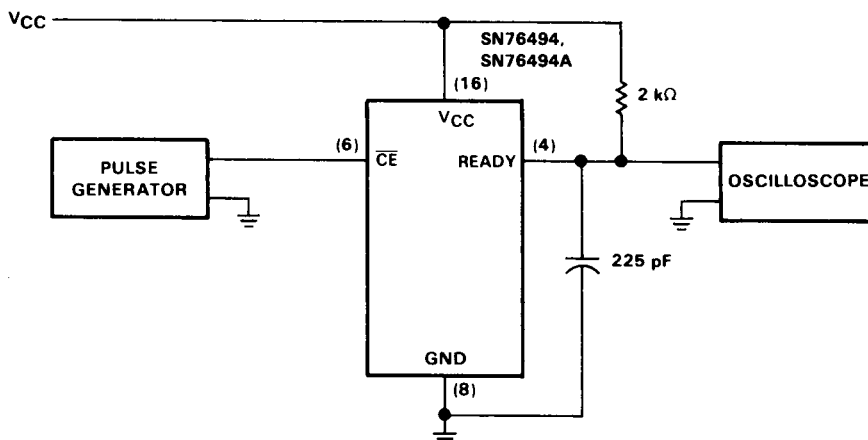 VCC
SN76494,
SN76494A
(16)
2 kΩ
VCC
(6)
CE
READY
(4)
PULSE
GENERATOR
OSCILLOSCOPE
225 pF
GND
(8)